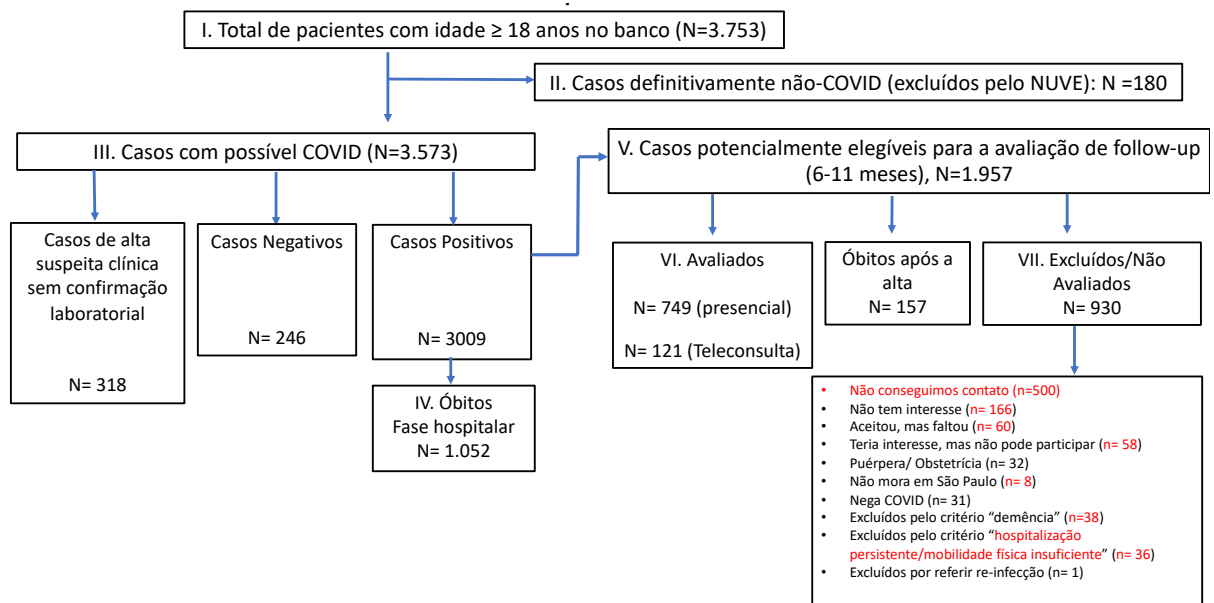 I. Total de pacientes com idade ≥ 18 anos no banco (N=3.753)
II. Casos definitivamente não-COVID (excluídos pelo NUVE): N =180
III. Casos com possível COVID (N=3.573)
V. Casos potencialmente elegíveis para a avaliação de follow-up
(6-11 meses), N=1.957
Casos de alta
suspeita clínica
sem confirmação
laboratorial
N= 318
Casos Negativos
N= 246
Casos Positivos
N= 3009
IV. Óbitos
Fase hospitalar
N= 1.052
VI. Avaliados
N= 749 (presencial)
N= 121 (Teleconsulta)
Óbitos após a
alta
N= 157
VII. Excluídos/Não
Avaliados
N= 930
• Não conseguimos contato (n=500)
• Não tem interesse (n= 166)
• Aceitou, mas faltou (n= 60)
• Teria interesse, mas não pode participar (n= 58)
• Puérpera/ Obstetrícia (n= 32)
• Não mora em São Paulo (n= 8)
• Nega COVID (n= 31)
• Excluídos pelo critério “demência” (n=38)
• Excluídos pelo critério “hospitalização
persistente/mobilidade física insuficiente” (n= 36)
• Excluídos por referir re-infecção (n= 1)